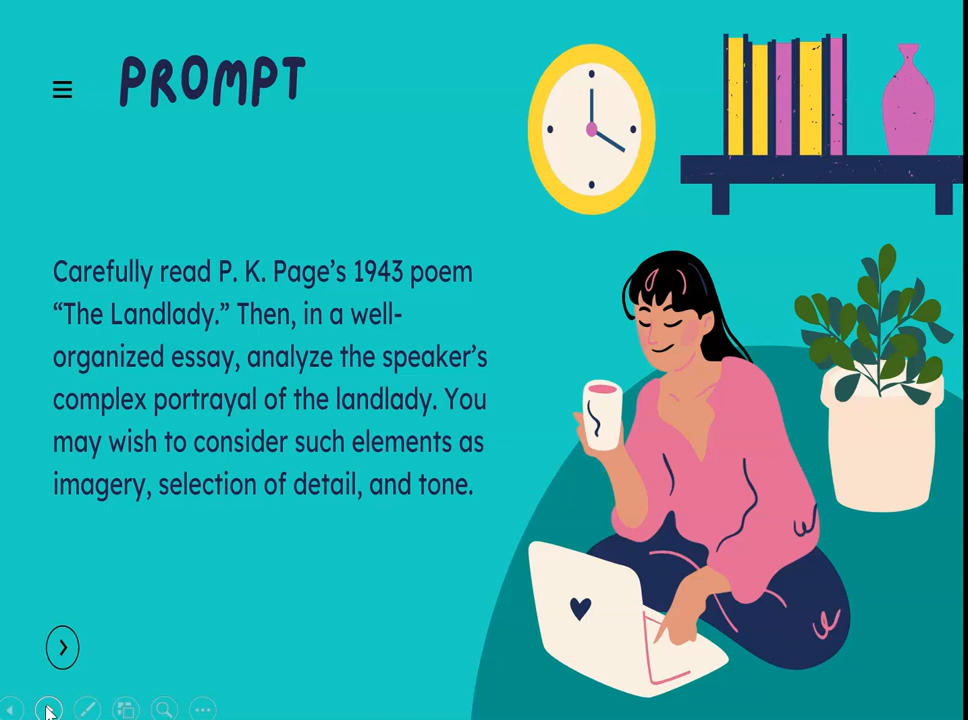 PROMPT
Carefully read P. K. Page’s 1943 poem
“The Landlady.” Then, in a well-
organized essay, analyze the speaker’s
complex portrayal of the landlady. You
may wish to consider such elements as
imagery, selection of detail, and tone.